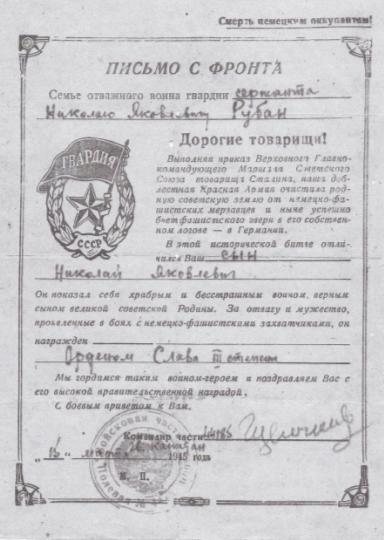 Смерть немецким оккупантам!
ПИСЬМО С ФРОНТА
Семье отважного воина гвардии сержанта
Николаю Яковлевичу Рубан
Дорогие товарищи!
ГВАРДИЯ
СССР
Выполняя приказ Верховного Главно-
командующего Маршала Советского
Союза товарища Сталина, наша доб-
лестная Красная Армия очистила род-
ную советскую землю от немецко-фа-
шистских мерзавцев и ныне успешно
бьет фашистского зверя в его собствен-
ном логове — в Германии.
В этой исторической битве отли-
чился Ваш сын
Николай Яковлевич
Он показал себя храбрым и бесстрашным воином, верным
сыном великой советской Родины. За отвагу и мужество,
проявленные в боях с немецко-фашистскими захватчиками, он
награжден
Орденом Слава III степени
Мы гордимся таким воином-героем и поздравляем Вас с
его высокой правительственной наградой.
С боевым приветом к Вам.
Командир части
марта 1945 года
М. П.